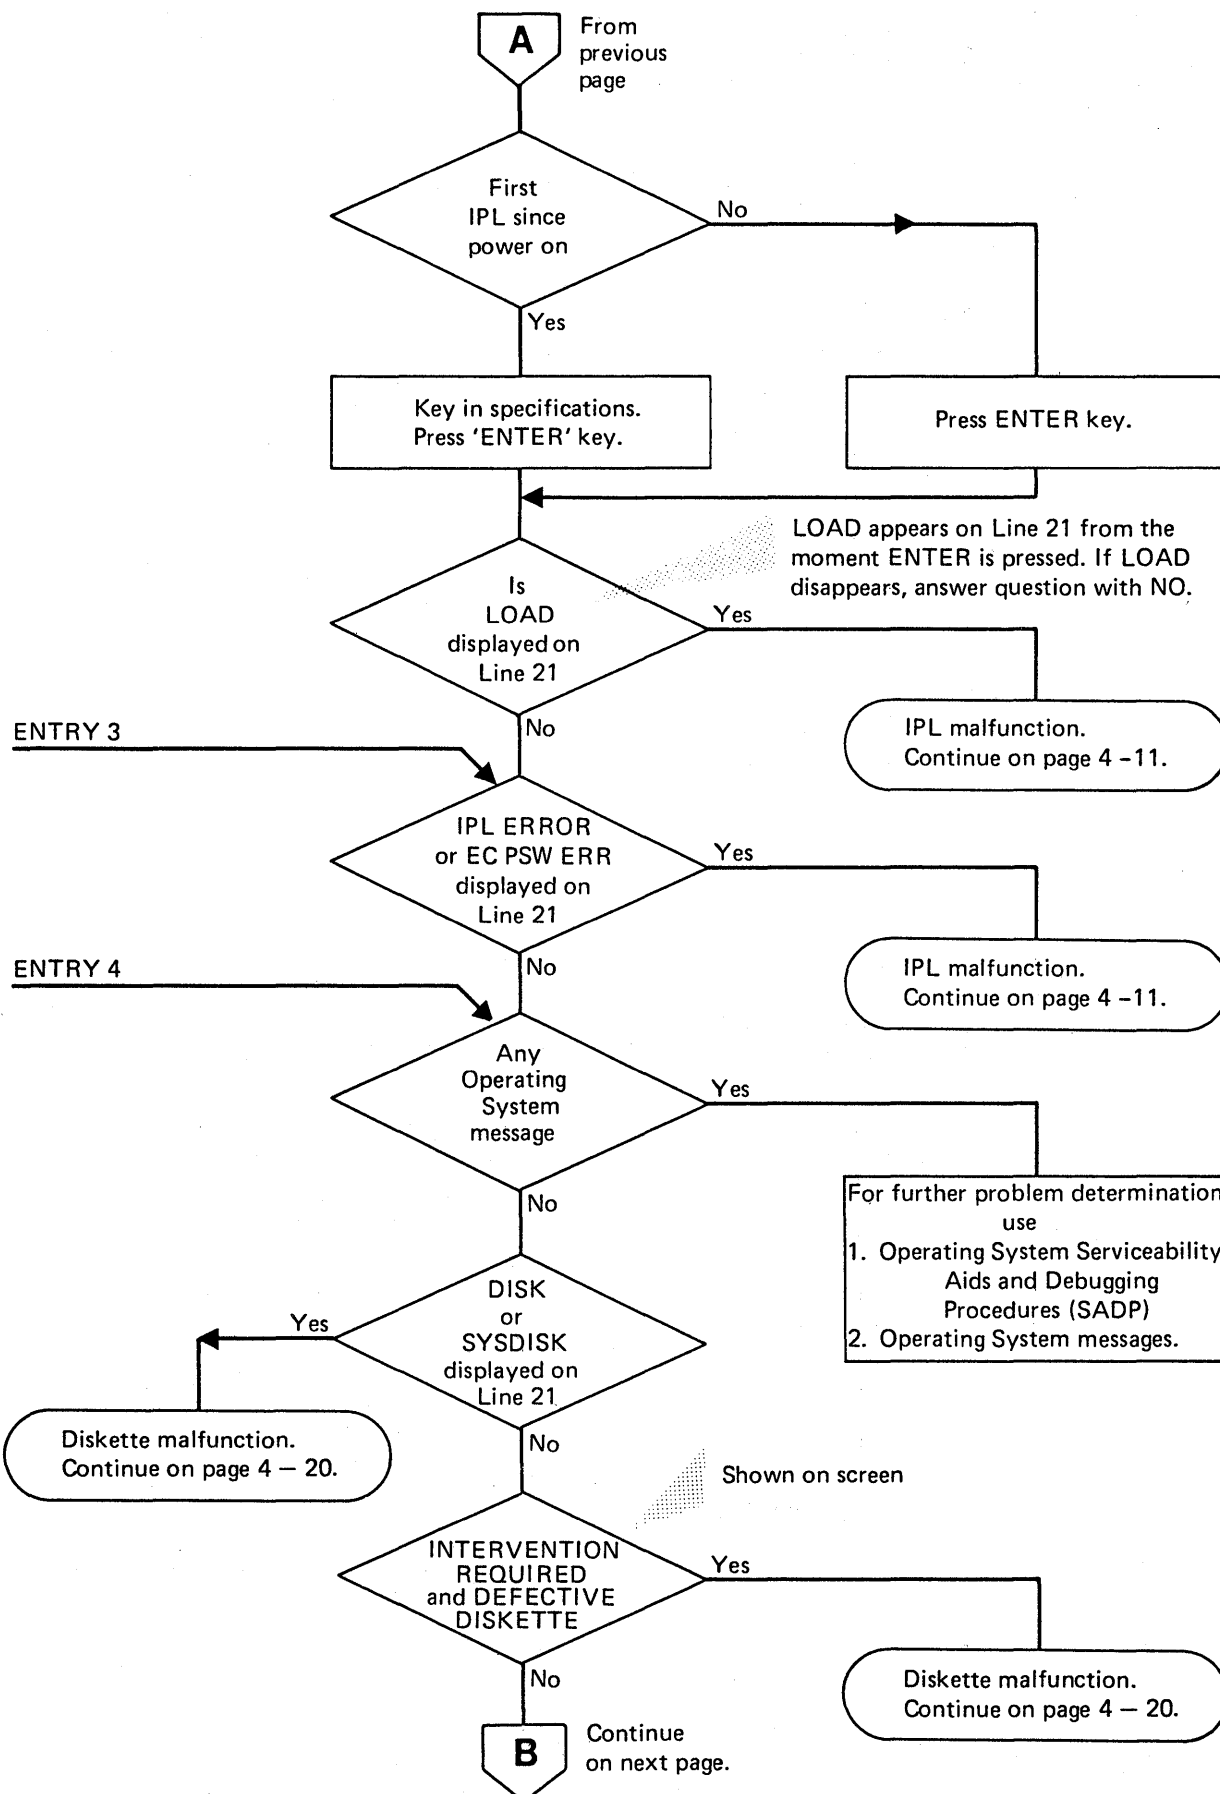 A
From
previous
page
First
IPL since
power on
No
Yes
Key in specifications.
Press 'ENTER' key.
Press ENTER key.
LOAD appears on Line 21 from the
moment ENTER is pressed. If LOAD
disappears, answer question with NO.
Is
LOAD
displayed on
Line 21
Yes
No
IPL malfunction.
Continue on page 4 –11.
ENTRY 3
IPL ERROR
or EC PSW ERR
displayed on
Line 21
Yes
No
IPL malfunction.
Continue on page 4 –11.
ENTRY 4
Any
Operating
System
message
Yes
No
For further problem determination
use
1. Operating System Serviceability
Aids and Debugging
Procedures (SADP)
2. Operating System messages.
DISK
or
SYSDISK
displayed on
Line 21
Yes
No
Diskette malfunction.
Continue on page 4 – 20.
Shown on screen
INTERVENTION
REQUIRED
and DEFECTIVE
DISKETTE
Yes
No
Diskette malfunction.
Continue on page 4 – 20.
B
Continue
on next page.